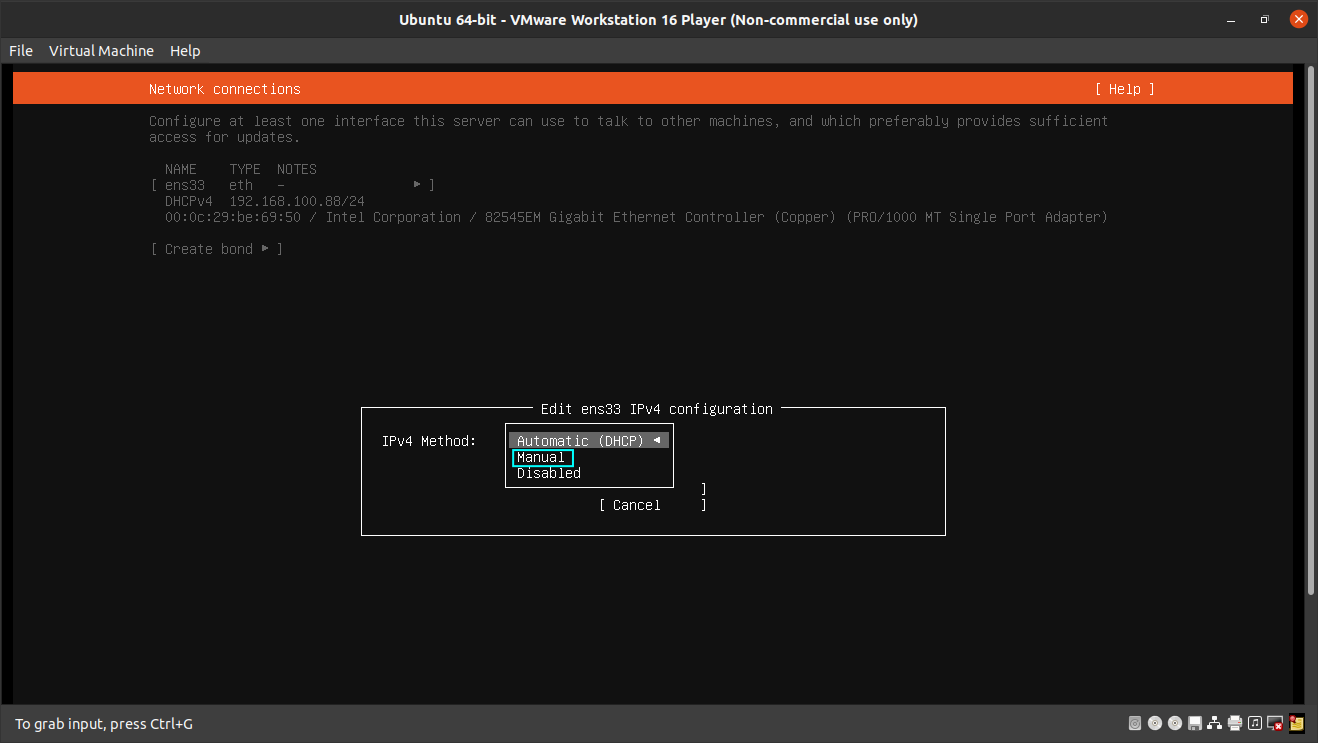 Ubuntu 64-bit - VMware Workstation 16 Player (Non-commercial use only)
File Virtual Machine Help
Network connections [ Help ]
Configure at least one interface this server can use to talk to other machines, and which preferably provides sufficient
access for updates.
NAME TYPE NOTES
[ ens33 eth – ▸ ]
DHCPv4 192.168.100.88/24
00:0c:29:be:69:50 / Intel Corporation / 82545EM Gigabit Ethernet Controller (Copper) (PRO/1000 MT Single Port Adapter)
[ Create bond ▸ ]
Edit ens33 IPv4 configuration
IPv4 Method: Automatic (DHCP) ◂
Manual
Disabled
]
[ Cancel ]
To grab input, press Ctrl+G